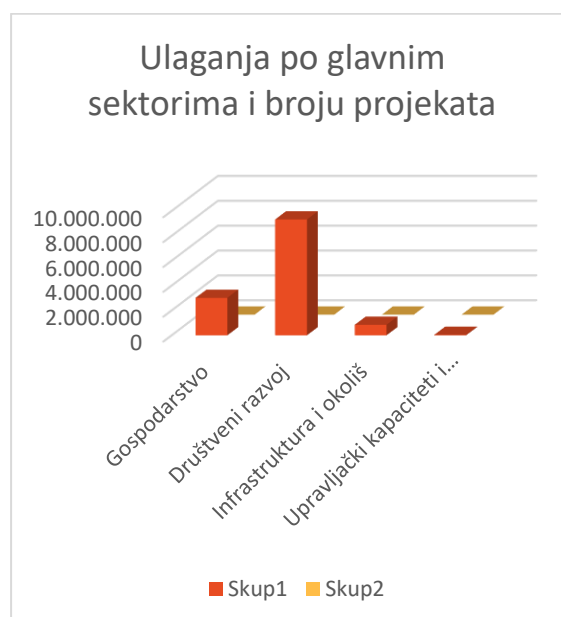 Ulaganja po glavnim
sektorima i broju projekata
10.000.000
8.000.000
6.000.000
4.000.000
2.000.000
0
Gospodarstvo
Društveni razvoj
Infrastruktura i okoliš
Upravljački kapaciteti i...
Skup1
Skup2